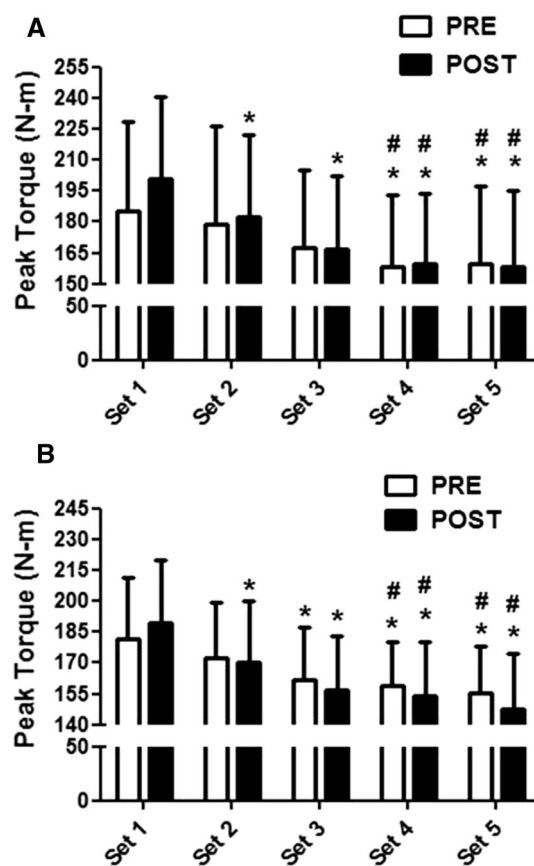 A
PRE
POST
Peak Torque (N-m)
255
240
225
210
195
180
165
150
50
0
*
*
# # # #
* * * *
Set 1 Set 2 Set 3 Set 4 Set 5
B
PRE
POST
Peak Torque (N-m)
245
230
215
200
185
170
155
140
50
0
*
* *
# # # #
* * * *
Set 1 Set 2 Set 3 Set 4 Set 5